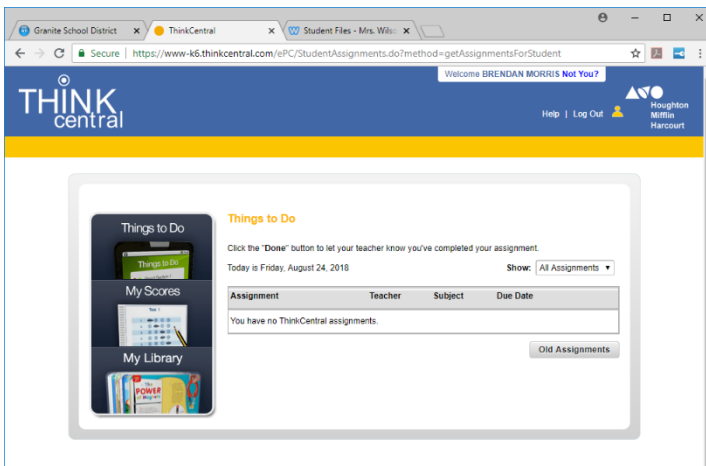 Granite School District
ThinkCentral
Student Files - Mrs. Wilso
Secure | https://www-k6.thinkcentral.com/ePC/StudentAssignments.do?method=getAssignmentsForStudent
Welcome BRENDAN MORRIS Not You?
THINK
central
Help | Log Out
Houghton
Mifflin
Harcourt
Things to Do
Things to Do
My Scores
My Library
The
POWER
of Magnets
Things to Do
Click the "Done" button to let your teacher know you've completed your assignment.
Today is Friday, August 24, 2018
Show: All Assignments
Assignment Teacher Subject Due Date
You have no ThinkCentral assignments.
Old Assignments